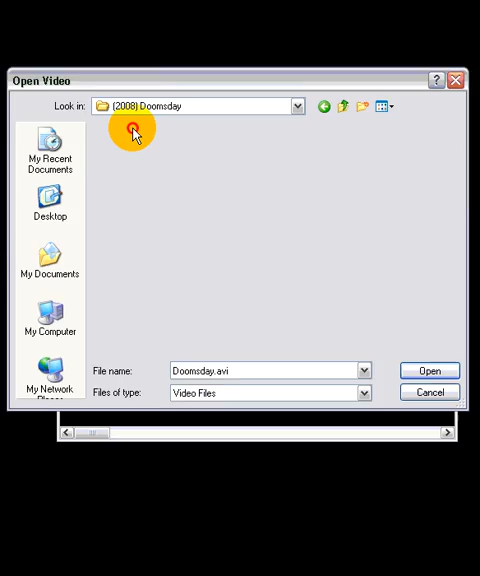 Open Video
Look in:
(2008) Doomsday
My Recent
Documents
Desktop
My Documents
My Computer
My Network
File name:
Doomsday.avi
Open
Files of type:
Video Files
Cancel